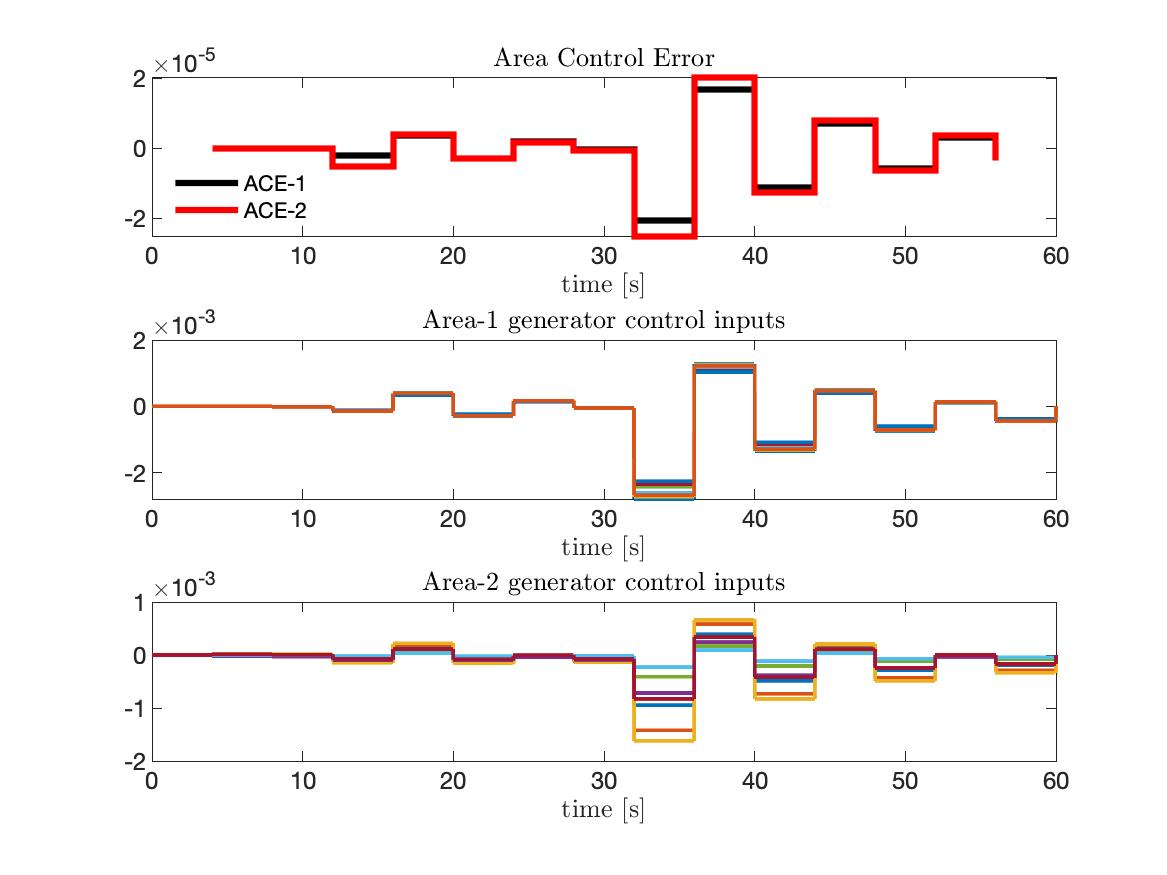 Area Control Error
×10-5
2
0
-2
ACE-1
ACE-2
0 10 20 30 40 50 60
time [s]
Area-1 generator control inputs
×10-3
2
0
-2
0 10 20 30 40 50 60
time [s]
Area-2 generator control inputs
×10-3
1
0
-1
-2
0 10 20 30 40 50 60
time [s]